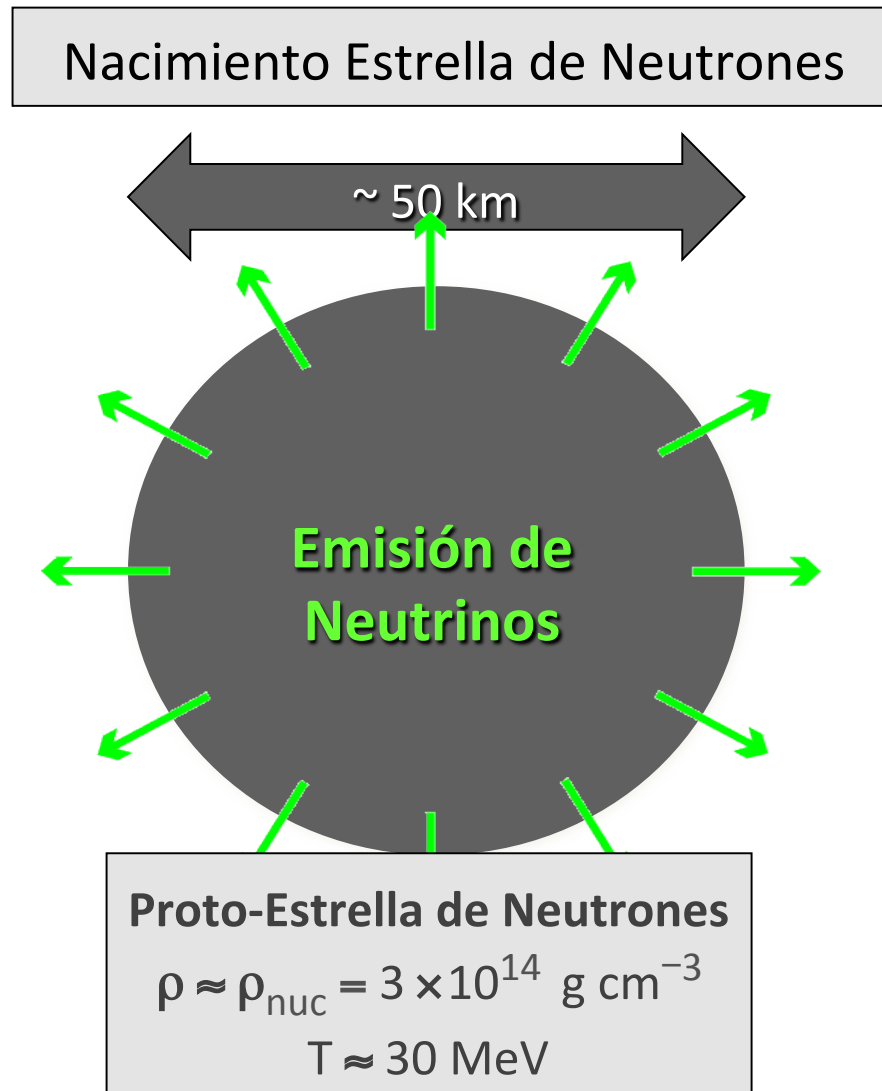 Nacimiento Estrella de Neutrones
~ 50 km
Emisión de
Neutrinos
Proto-Estrella de Neutrones
ρ ≈ ρnuc = 3 ×10¹⁴ g cm⁻³
T ≈ 30 MeV